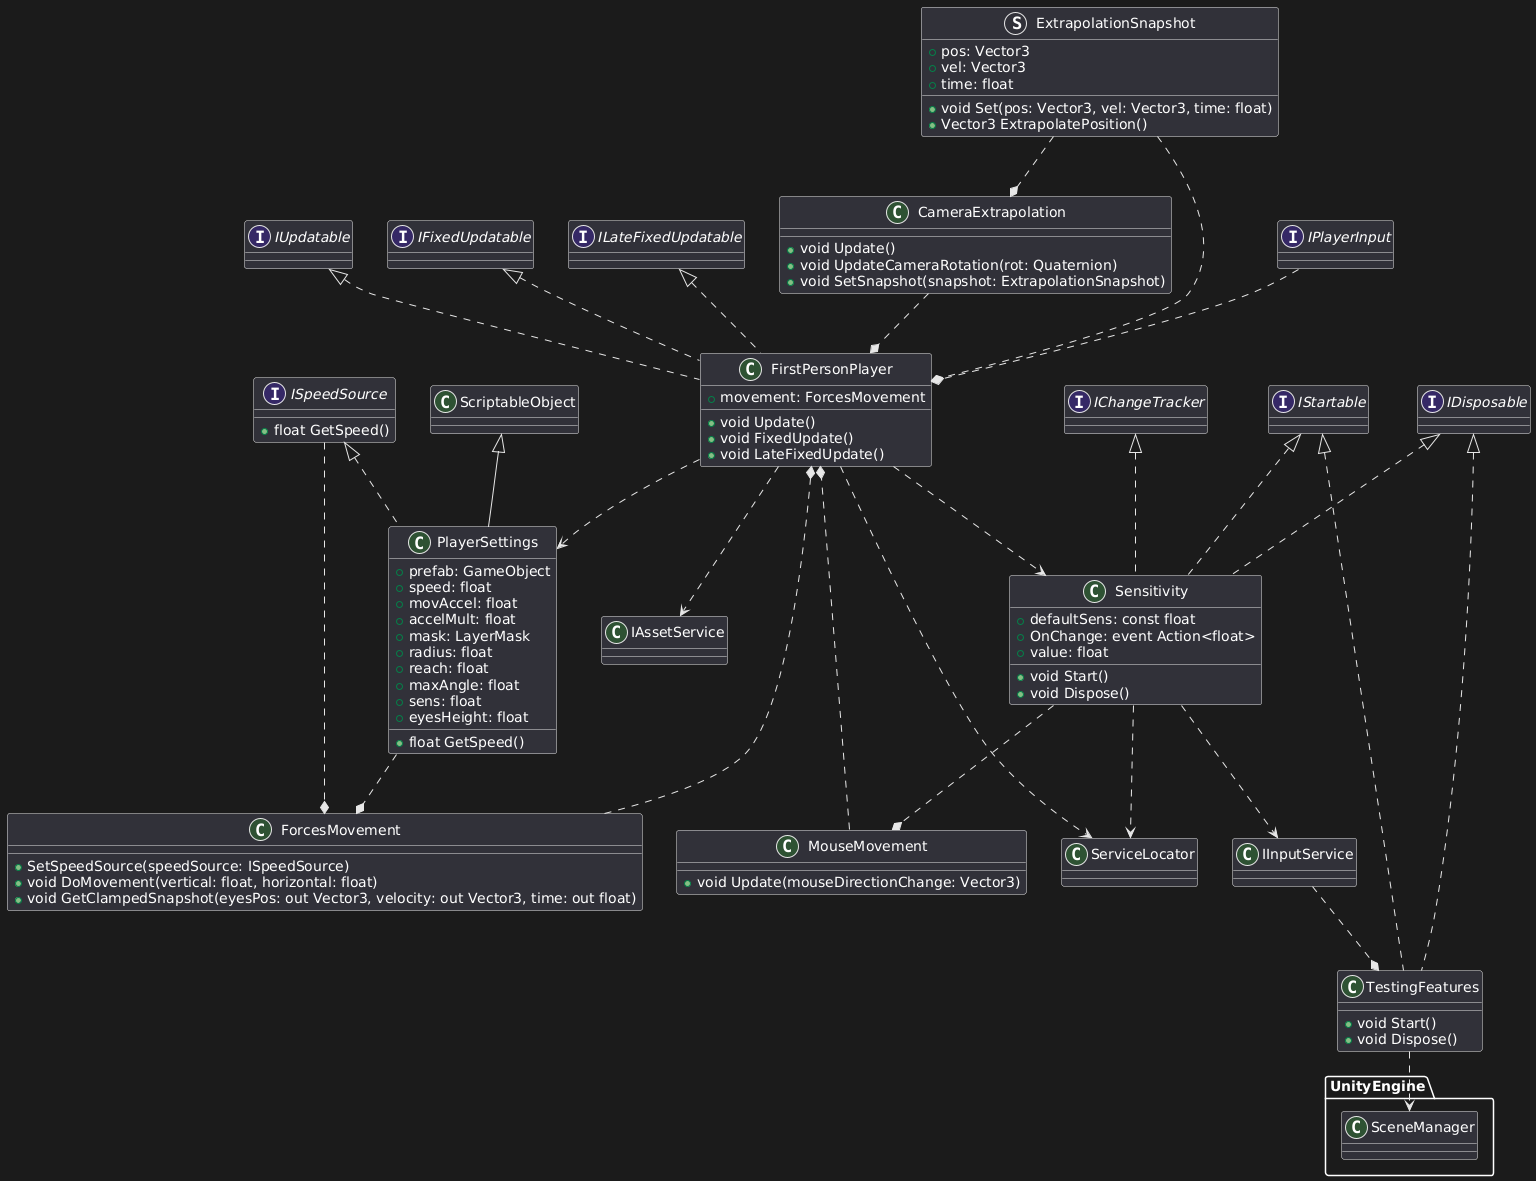 S ExtrapolationSnapshot
pos: Vector3
vel: Vector3
time: float
void Set(pos: Vector3, vel: Vector3, time: float)
Vector3 ExtrapolatePosition()
C CameraExtrapolation
void Update()
void UpdateCameraRotation(rot: Quaternion)
void SetSnapshot(snapshot: ExtrapolationSnapshot)
I IUpdatable
I IFixedUpdatable
I ILateFixedUpdatable
I IPlayerInput
C FirstPersonPlayer
movement: ForcesMovement
void Update()
void FixedUpdate()
void LateFixedUpdate()
I ISpeedSource
float GetSpeed()
C ScriptableObject
I IChangeTracker
I IStartable
I IDisposable
C PlayerSettings
prefab: GameObject
speed: float
movAccel: float
accelMult: float
mask: LayerMask
radius: float
reach: float
maxAngle: float
sens: float
eyesHeight: float
float GetSpeed()
C IAssetService
C Sensitivity
defaultSens: const float
OnChange: event Action<float>
value: float
void Start()
void Dispose()
C ForcesMovement
SetSpeedSource(speedSource: ISpeedSource)
void DoMovement(vertical: float, horizontal: float)
void GetClampedSnapshot(eyesPos: out Vector3, velocity: out Vector3, time: out float)
C MouseMovement
void Update(mouseDirectionChange: Vector3)
C ServiceLocator
C IInputService
C TestingFeatures
void Start()
void Dispose()
UnityEngine
C SceneManager